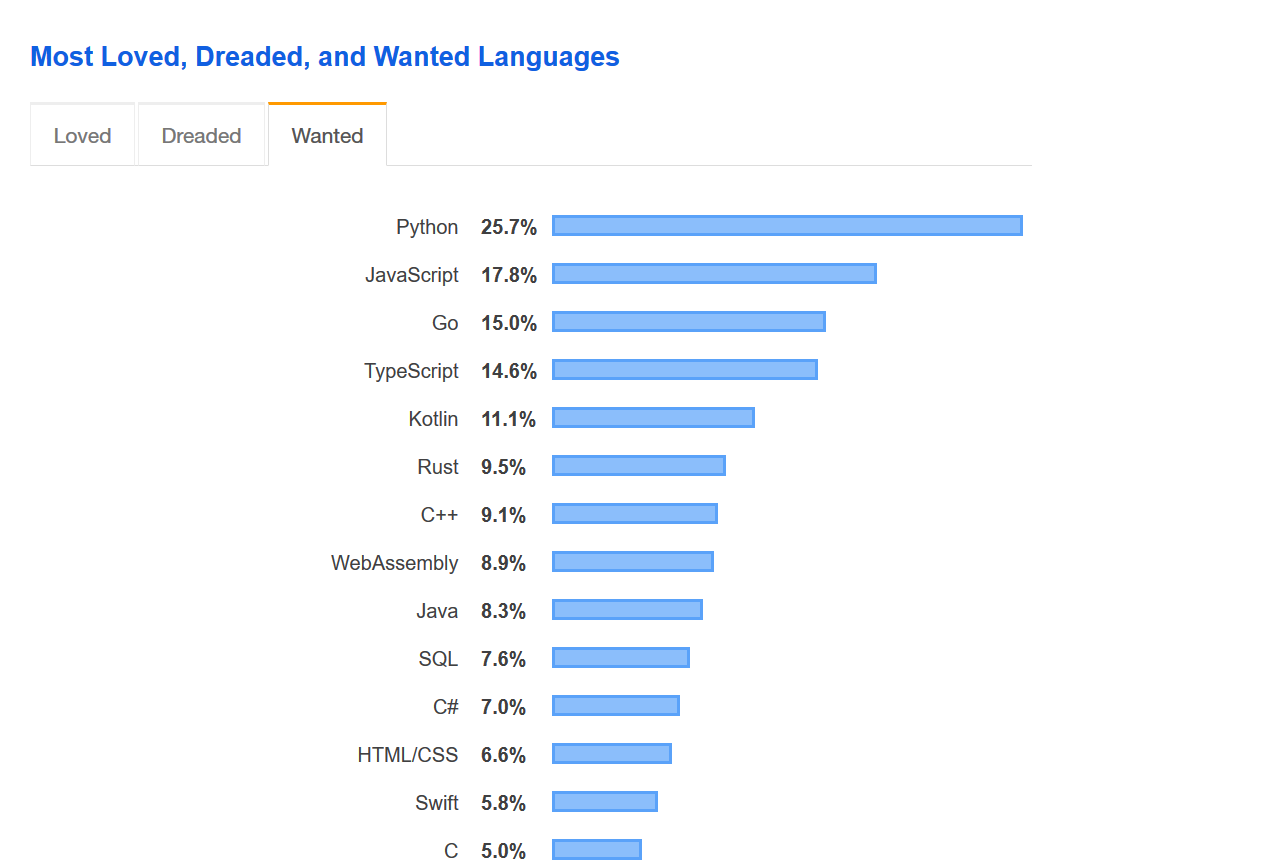 Most Loved, Dreaded, and Wanted Languages
Loved Dreaded Wanted
Python 25.7%
JavaScript 17.8%
Go 15.0%
TypeScript 14.6%
Kotlin 11.1%
Rust 9.5%
C++ 9.1%
WebAssembly 8.9%
Java 8.3%
SQL 7.6%
C# 7.0%
HTML/CSS 6.6%
Swift 5.8%
C 5.0%